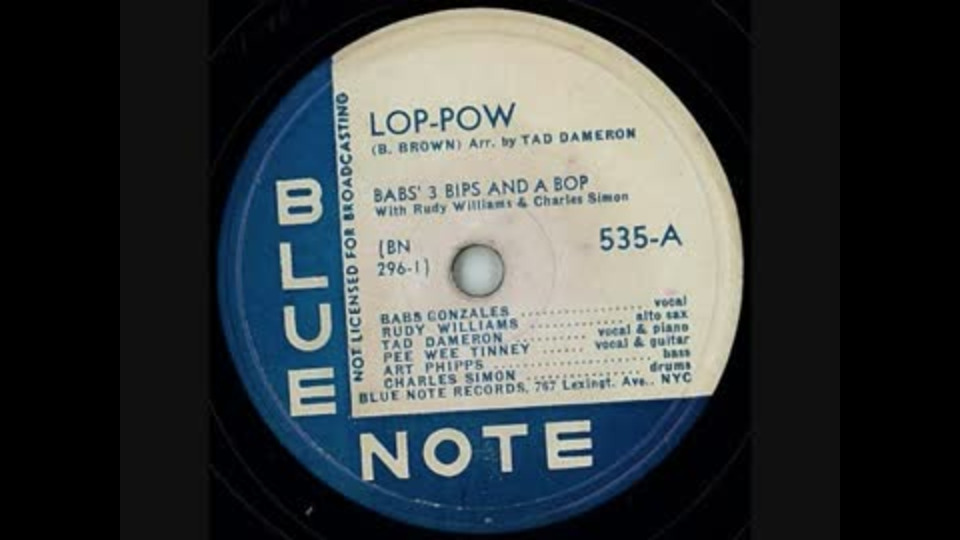 LOP-POW
(B. BROWN) Arr. by TAD DAMERON
BABS' 3 BIPS AND A BOP
With Rudy Williams & Charles Simon
(BN
296-1)
535-A
BABS GONZALES .................... vocal
RUDY WILLIAMS .............. alto sax
TAD DAMERON .......... vocal & piano
PEE WEE TINNEY ...... vocal & guitar
ART PHIPPS ........................ bass
CHARLES SIMON ................ drums
BLUE NOTE RECORDS, 767 Lexingt. Ave., NYC
NOT LICENSED FOR BROADCASTING
BLUE
NOTE